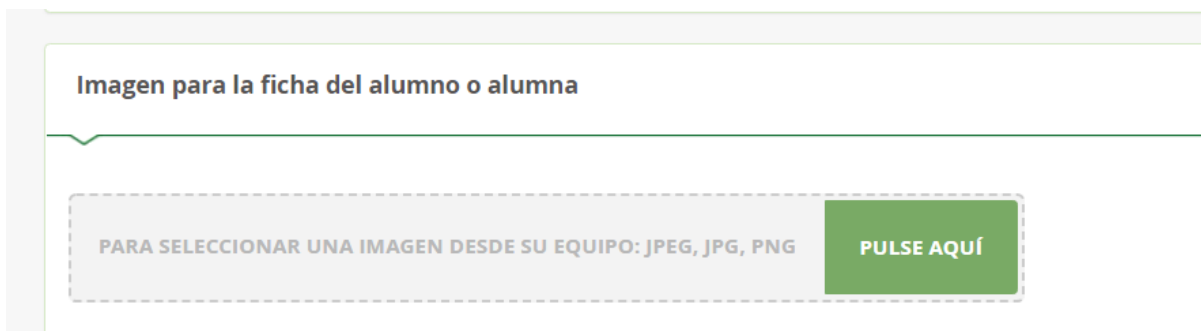 Imagen para la ficha del alumno o alumna
PARA SELECCIONAR UNA IMAGEN DESDE SU EQUIPO: JPEG, JPG, PNG
PULSE AQUÍ